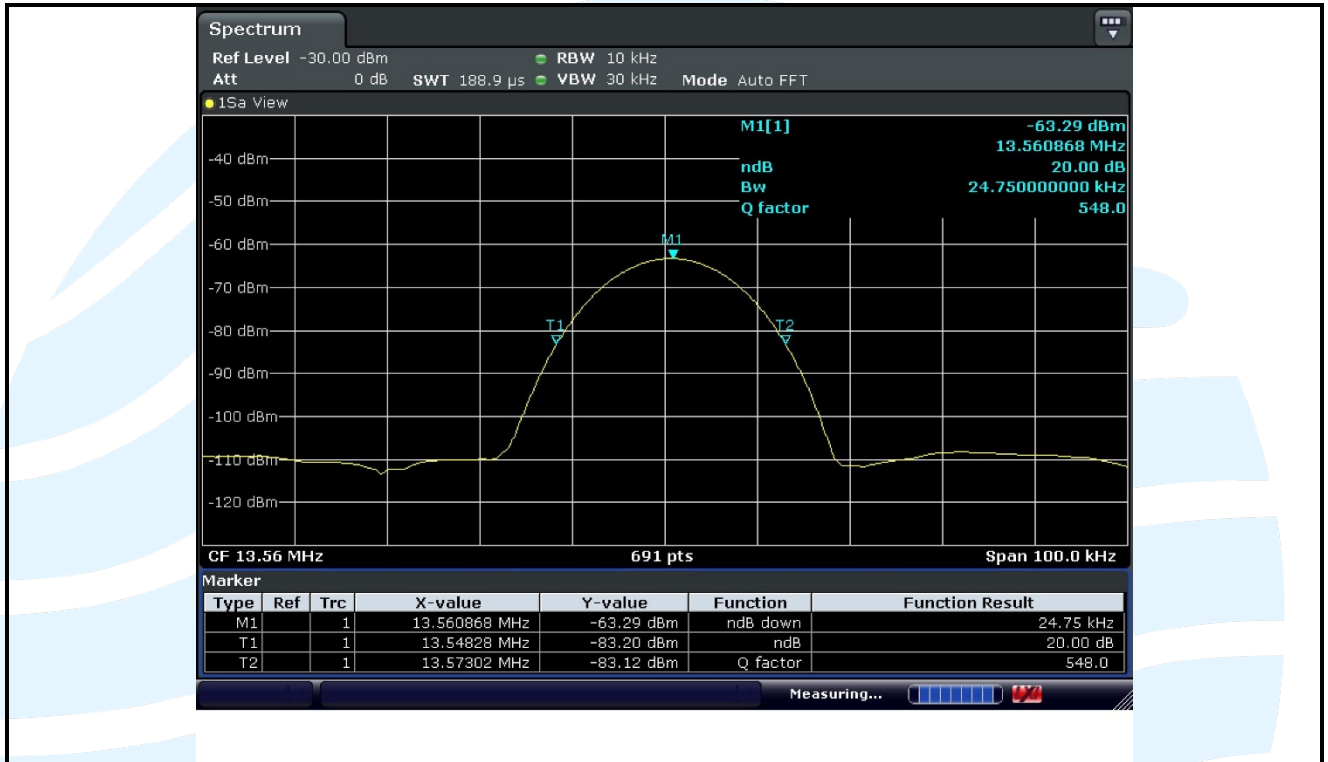 Spectrum
Ref Level -30.00 dBm RBW 10 kHz
Att 0 dB SWT 188.9 µs VBW 30 kHz Mode Auto FFT
1Sa View
M1[1] -63.29 dBm
13.560868 MHz
-40 dBm
ndB 20.00 dB
Bw 24.750000000 kHz
-50 dBm
Q factor 548.0
-60 dBm
M1
-70 dBm
T1 T2
-80 dBm
-90 dBm
-100 dBm
-110 dBm
-120 dBm
CF 13.56 MHz 691 pts Span 100.0 kHz
Marker
Type Ref Trc X-value Y-value Function Function Result
M1 1 13.560868 MHz -63.29 dBm ndB down 24.75 kHz
T1 1 13.54828 MHz -83.20 dBm ndB 20.00 dB
T2 1 13.57302 MHz -83.12 dBm Q factor 548.0
Measuring...